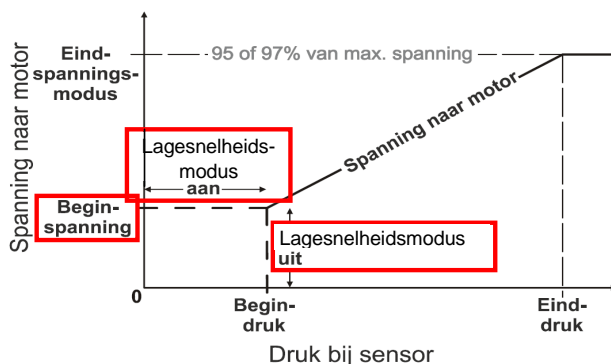 Spanning naar motor
Eind-
spannings-
modus
95 of 97% van max. spanning
Spanning naar motor
Lagesnelheids-
modus
aan
Begin-
spanning
Lagesnelheidsmodus
uit
0
Begin-
druk
Eind-
druk
Druk bij sensor